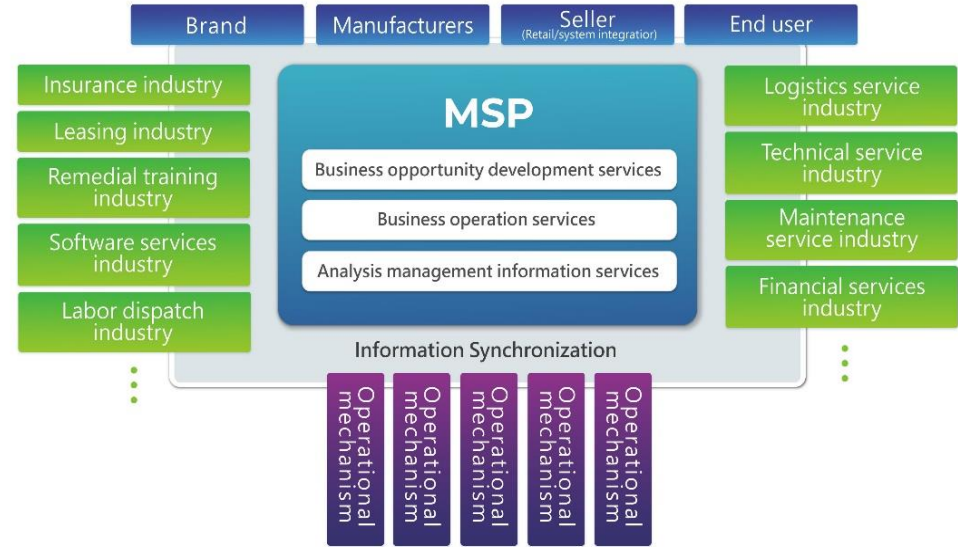 Brand
Manufacturers
Seller
(Retail/system integratior)
End user
Insurance industry
Leasing industry
Remedial training
industry
Software services
industry
Labor dispatch
industry
MSP
Business opportunity development services
Business operation services
Analysis management information services
Information Synchronization
Logistics service
industry
Technical service
industry
Maintenance
service industry
Financial services
industry
Operational
mechanism
Operational
mechanism
Operational
mechanism
Operational
mechanism
Operational
mechanism